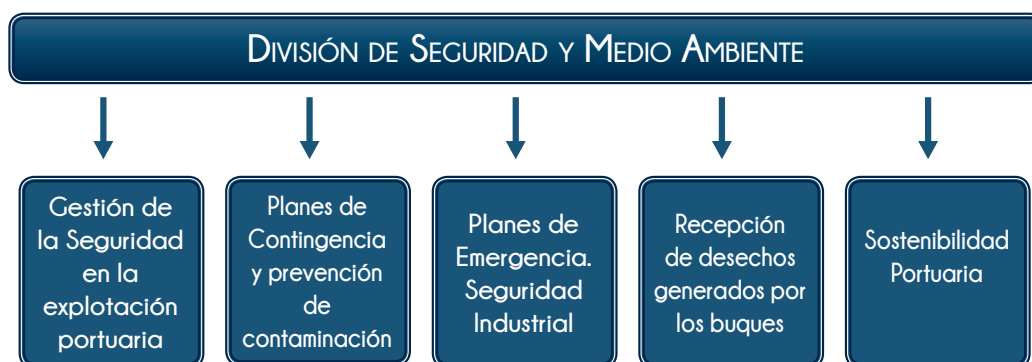 División de Seguridad y Medio Ambiente
Gestión de
la Seguridad
en la
explotación
portuaria
Planes de
Contingencia
y prevención
de
contaminación
Planes de
Emergencia.
Seguridad
Industrial
Recepción
de desechos
generados por
los buques
Sostenibilidad
Portuaria